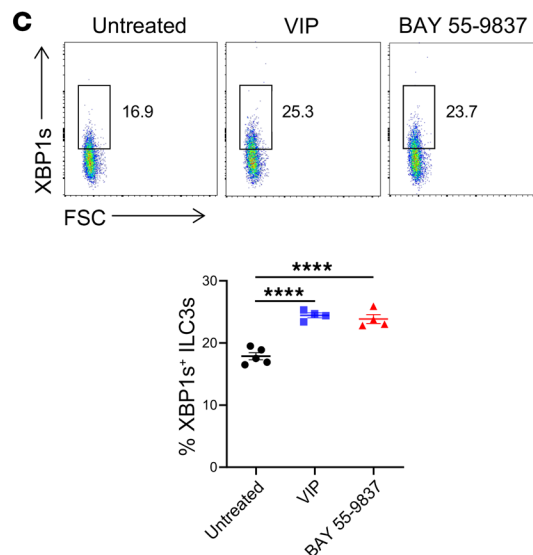 C
Untreated VIP BAY 55-9837
XBP1s
16.9 25.3 23.7
FSC
****
****
% XBP1s⁺ ILC3s
30
20
10
0
Untreated
VIP
BAY 55-9837